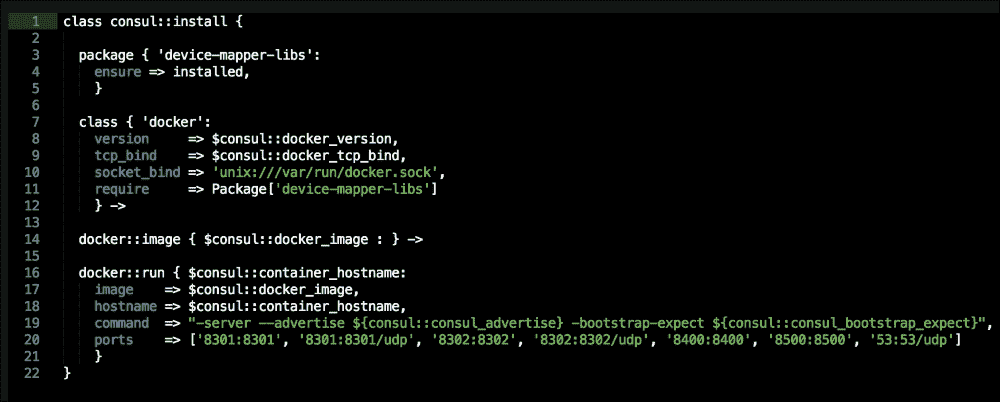 1 class consul::install {
2
3   package { 'device-mapper-libs':
4     ensure => installed,
5     }
6
7   class { 'docker':
8     version     => $consul::docker_version,
9     tcp_bind    => $consul::docker_tcp_bind,
10     socket_bind => 'unix:///var/run/docker.sock',
11     require     => Package['device-mapper-libs']
12     } ->
13
14   docker::image { $consul::docker_image : } ->
15
16   docker::run { $consul::container_hostname:
17     image    => $consul::docker_image,
18     hostname => $consul::container_hostname,
19     command  => "-server --advertise ${consul::consul_advertise} -bootstrap-expect ${consul::consul_bootstrap_expect}",
20     ports    => ['8301:8301', '8301:8301/udp', '8302:8302', '8302:8302/udp', '8400:8400', '8500:8500', '53:53/udp']
21     }
22 }